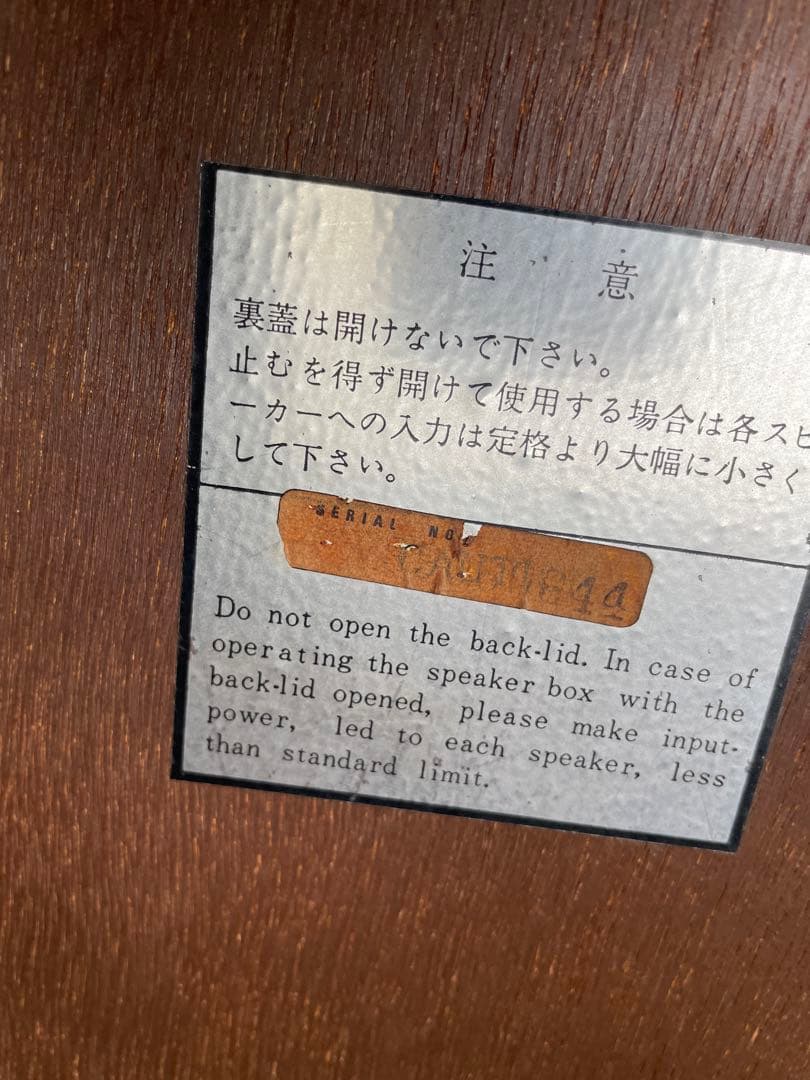 注意
裏蓋は開けないで下さい。
止むを得ず開けて使用する場合は各スピ
ーカーへの入力は定格より大幅に小さく
して下さい。
SERIAL NO.
Do not open the back-lid. In case of
operating the speaker box with the
back-lid opened, please make input-
power, led to each speaker, less
than standard limit.